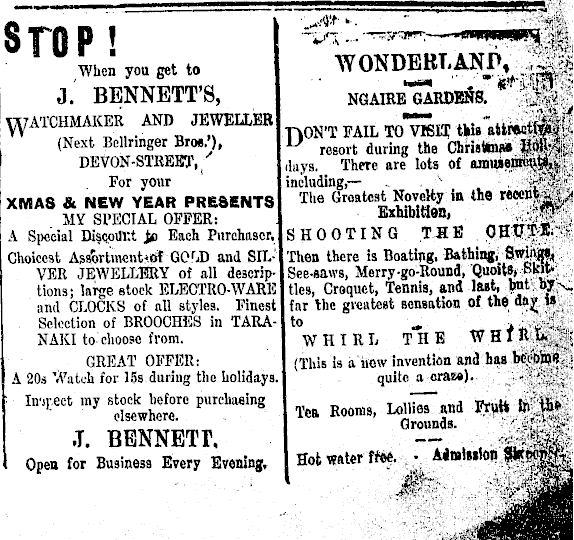 STOP!
When you get to
J. BENNETT'S,
WATCHMAKER AND JEWELLER
(Next Bellringer Bros.'),
DEVON-STREET,
For your
XMAS & NEW YEAR PRESENTS
MY SPECIAL OFFER:
A Special Discount to Each Purchaser.
Choicest Assortment of GOLD and SIL-
VER JEWELLERY of all descrip-
tions; large stock ELECTRO-WARE
and CLOCKS of all styles. Finest
Selection of BROOCHES in TARA-
NAKI to choose from.
GREAT OFFER:
A 20s Watch for 15s during the holidays.
Inspect my stock before purchasing
elsewhere.
J. BENNETT,
Open for Business Every Evening.
WONDERLAND,
NGAIRE GARDENS.
DON'T FAIL TO VISIT this attractive
resort during the Christmas Holi-
days. There are lots of amusements,
including,—
The Greatest Novelty in the recent
Exhibition,
SHOOTING THE CHUTE.
Then there is Boating, Bathing, Swings,
See-saws, Merry-go-Round, Quoits, Skit-
tles, Croquet, Tennis, and last, but by
far the greatest sensation of the day is
to
WHIRL THE WHIRL
(This is a new invention and has become
quite a craze).
Tea Rooms, Lollies and Fruit in the
Grounds.
Hot water free. - Admission